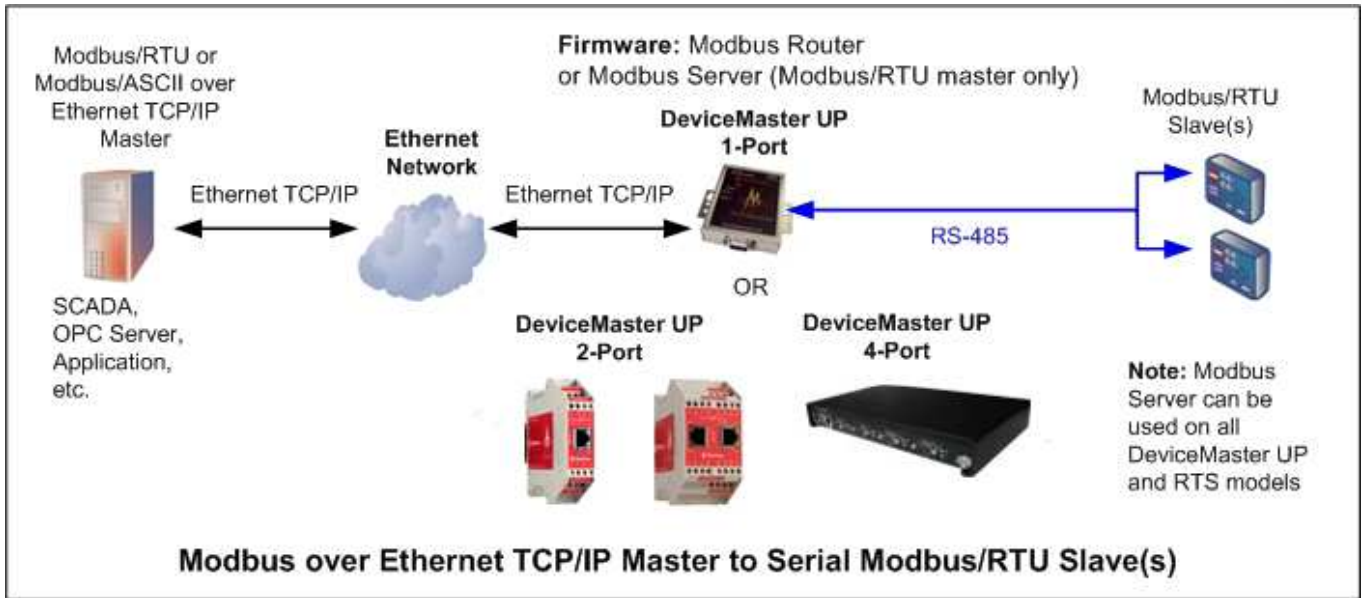 Modbus/RTU or
Modbus/ASCII over
Ethernet TCP/IP
Master
Firmware: Modbus Router
or Modbus Server (Modbus/RTU master only)
DeviceMaster UP
1-Port
Modbus/RTU
Slave(s)
Ethernet
Network
Ethernet TCP/IP
Ethernet TCP/IP
RS-485
OR
SCADA,
OPC Server,
Application,
etc.
DeviceMaster UP
2-Port
DeviceMaster UP
4-Port
Note: Modbus
Server can be
used on all
DeviceMaster UP
and RTS models
Modbus over Ethernet TCP/IP Master to Serial Modbus/RTU Slave(s)